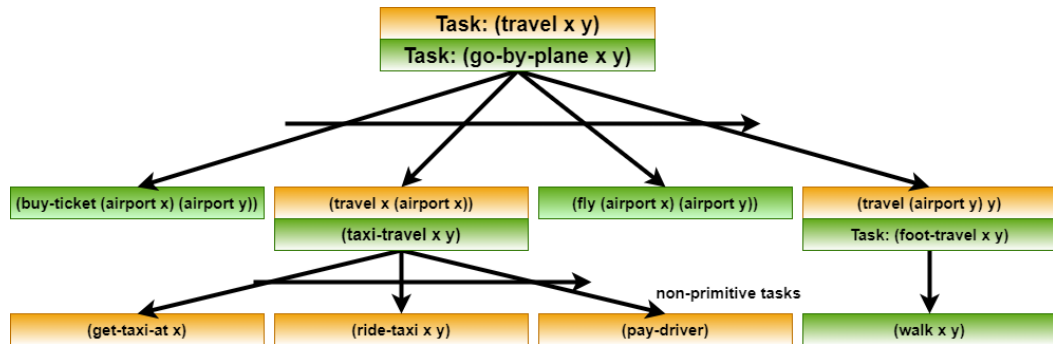 Task: (travel x y)
Task: (go-by-plane x y)
(buy-ticket (airport x) (airport y))
(travel x (airport x))
(fly (airport x) (airport y))
(travel (airport y) y)
(taxi-travel x y)
Task: (foot-travel x y)
non-primitive tasks
(get-taxi-at x)
(ride-taxi x y)
(pay-driver)
(walk x y)